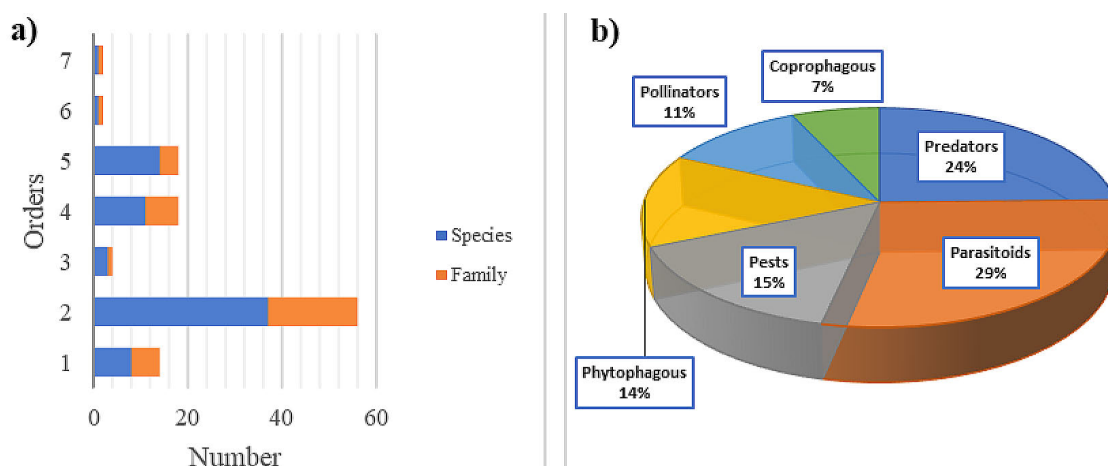 a)
7
6
5
4
3
2
1
Orders
0 20 40 60
Number
Species
Family
b)
Coprophagous
7%
Pollinators
11%
Predators
24%
Parasitoids
29%
Pests
15%
Phytophagous
14%